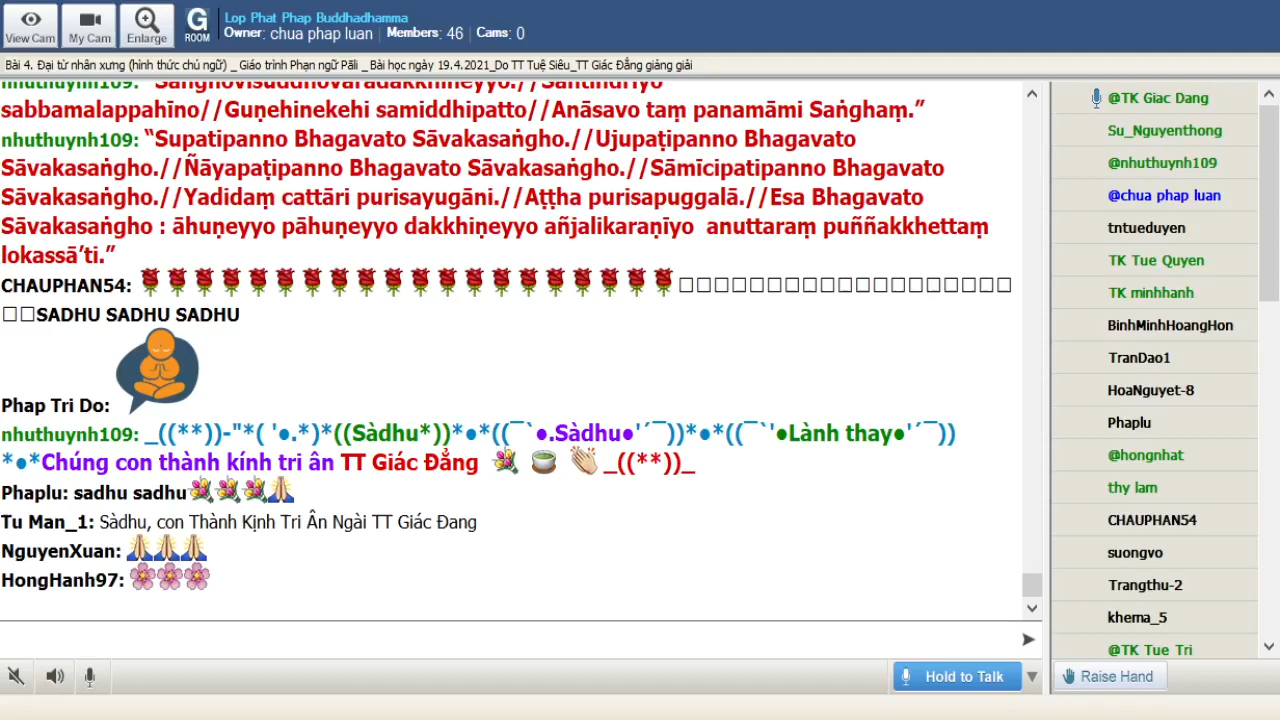 View Cam
My Cam
Enlarge
G
ROOM
Lop Phat Phap Buddhadhamma
Owner: chua phap luan | Members: 46 | Cams: 0
Bài 4. Đại từ nhân xưng (hình thức chủ ngữ) _ Giáo trình Phạn ngữ Pāli _ Bài học ngày 19.4.2021_Do TT Tuệ Siêu_TT Giác Đẳng giảng giải
sabbamalappahīno//Guṇehinekehi samiddhipatto//Anāsavo taṃ panamāmi Saṅghaṃ.”
nhuthuynh109: “Supatipanno Bhagavato Sāvakasaṅgho.//Ujupaṭipanno Bhagavato
Sāvakasaṅgho.//Ñāyapaṭipanno Bhagavato Sāvakasaṅgho.//Sāmīcipatipanno Bhagavato
Sāvakasaṅgho.//Yadidaṃ cattāri purisayugāni.//Aṭṭha purisapuggalā.//Esa Bhagavato
Sāvakasaṅgho : āhuṇeyyo pāhuṇeyyo dakkhiṇeyyo añjalikaraṇīyo anuttaraṃ puññakkhettaṃ
lokassā’ti.”
CHAUPHAN54:
SADHU SADHU SADHU
Phap Tri Do:
nhuthuynh109: _((**))-"*( '●.*)*((Sàdhu*))*●*((¯`●.Sàdhu●'´¯))*●*((¯`'●Lành thay●'´¯))
*●*Chúng con thành kính tri ân TT Giác Đẳng _((**))_
Phaplu: sadhu sadhu
Tu Man_1: Sàdhu, con Thành Kịnh Tri Ân Ngài TT Giác Đang
NguyenXuan:
HongHanh97:
Hold to Talk
@TK Giac Dang
Su_Nguyenthong
@nhuthuynh109
@chua phap luan
tntueduyen
TK Tue Quyen
TK minhhanh
BinhMinhHoangHon
TranDao1
HoaNguyet-8
Phaplu
@hongnhat
thy lam
CHAUPHAN54
suongvo
Trangthu-2
khema_5
@TK Tue Tri
Raise Hand